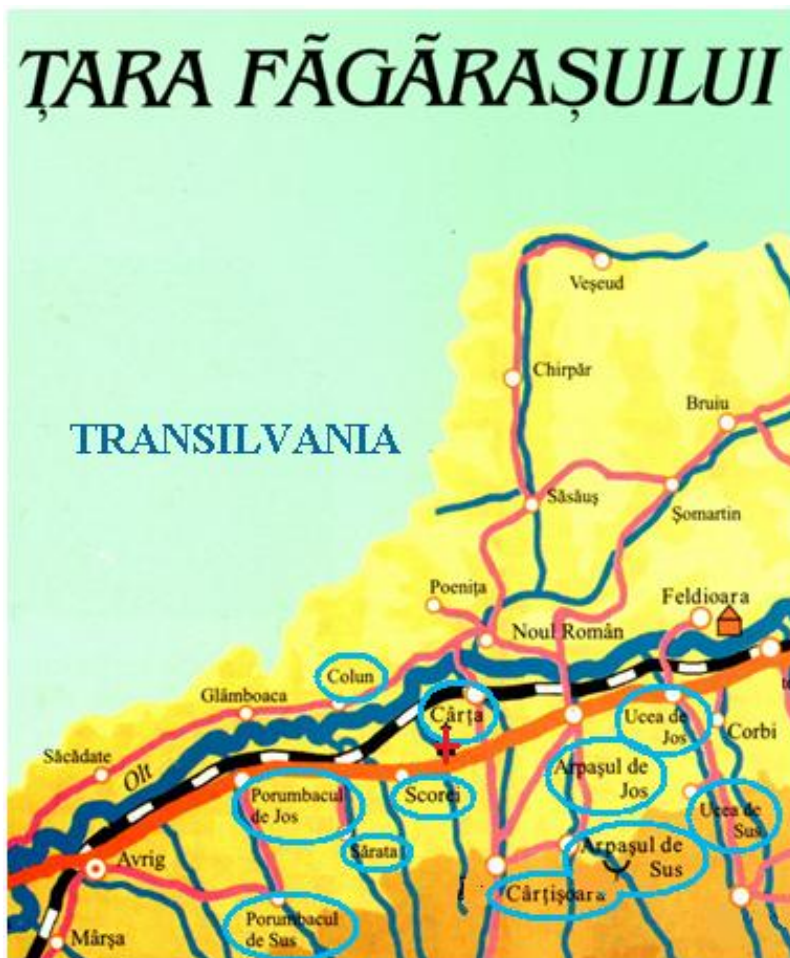 ȚARA FÃGÃRAȘULUI
Veșeud
Chirpăr
Bruiu
TRANSILVANIA
Săsăuș
Șomartin
Poenița
Feldioara
Noul Român
Colun
Glâmboaca
Cârța
Ucea de
Jos
Corbi
Săcădate
Olt
Arpașul de
Jos
Porumbacul
de Jos
Scorei
Ucea de
Sus
Avrig
Sărata
Arpașul de
Sus
Cârțișoara
Porumbacul
de Sus
Mârșa